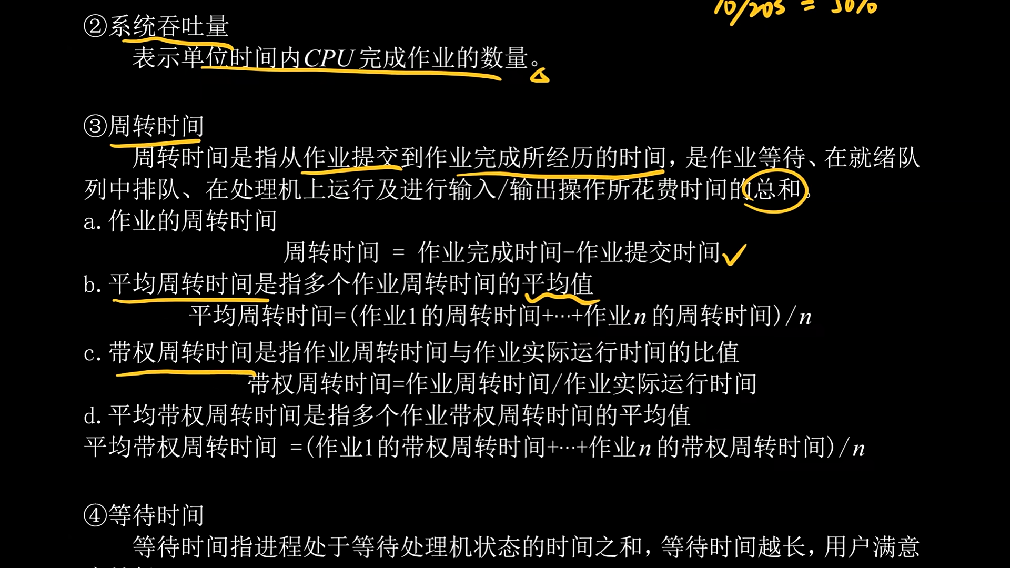 10/20s = 50%
②系统吞吐量
表示单位时间内CPU完成作业的数量。
③周转时间
周转时间是指从作业提交到作业完成所经历的时间，是作业等待、在就绪队
列中排队、在处理机上运行及进行输入/输出操作所花费时间的总和。
a.作业的周转时间
周转时间 = 作业完成时间-作业提交时间
b.平均周转时间是指多个作业周转时间的平均值
平均周转时间=(作业1的周转时间+…+作业n的周转时间)/n
c.带权周转时间是指作业周转时间与作业实际运行时间的比值
带权周转时间=作业周转时间/作业实际运行时间
d.平均带权周转时间是指多个作业带权周转时间的平均值
平均带权周转时间 =(作业1的带权周转时间+…+作业n的带权周转时间)/n
④等待时间
等待时间指进程处于等待处理机状态的时间之和，等待时间越长，用户满意